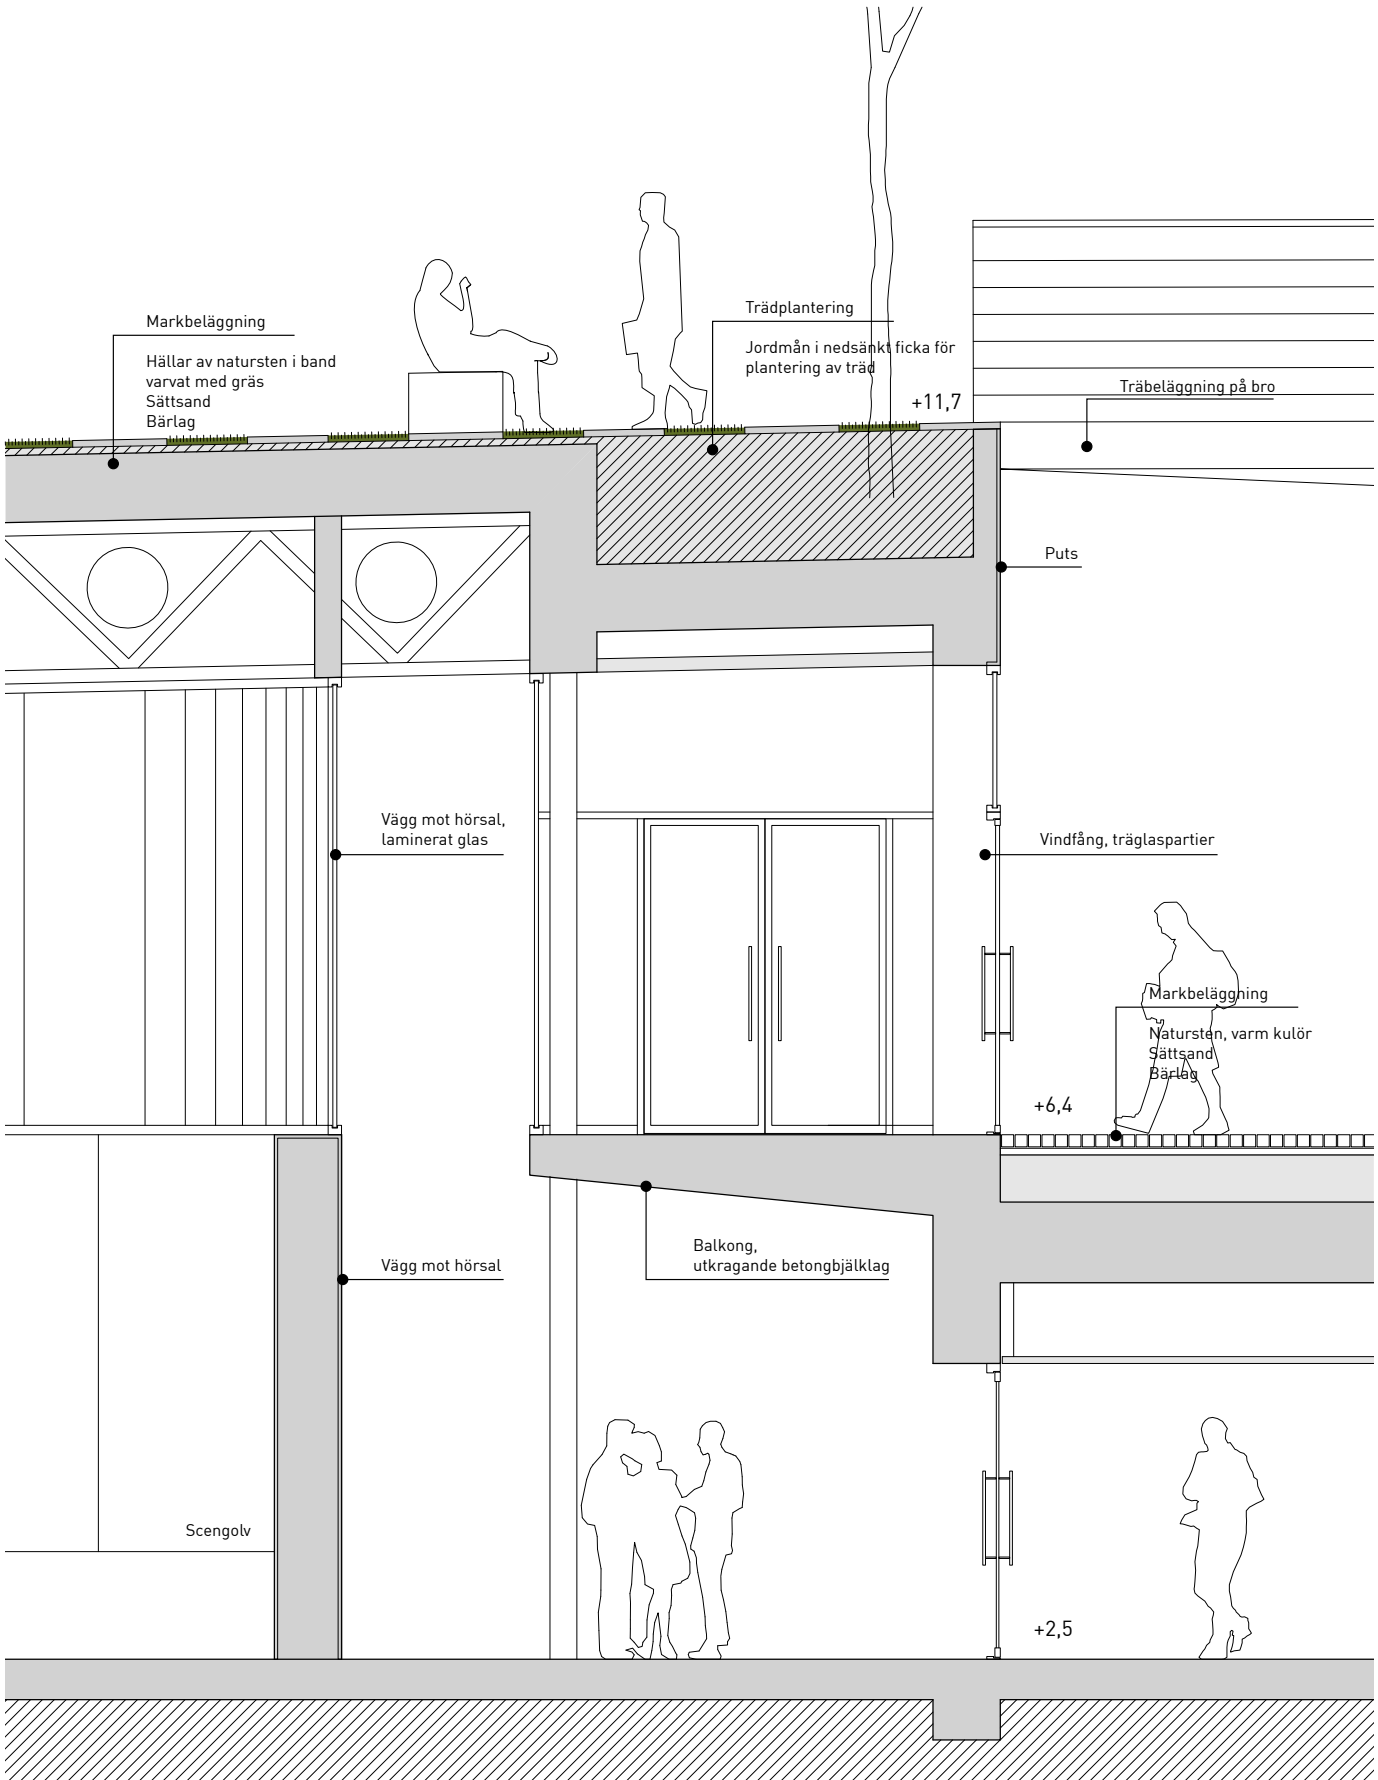 Trädplantering
Jordmån i nedsänkt ficka för
plantering av träd
Markbeläggning
Hällar av natursten i band
varvat med gräs
Sättsand
Bärlag
+11,7
Träbeläggning på bro
Puts
Vägg mot hörsal,
laminerat glas
Vindfång, träglaspartier
Markbeläggning
Natursten, varm kulör
Sättsand
Bärlag
+6,4
Balkong,
utkragande betongbjälklag
Vägg mot hörsal
Scengolv
+2,5